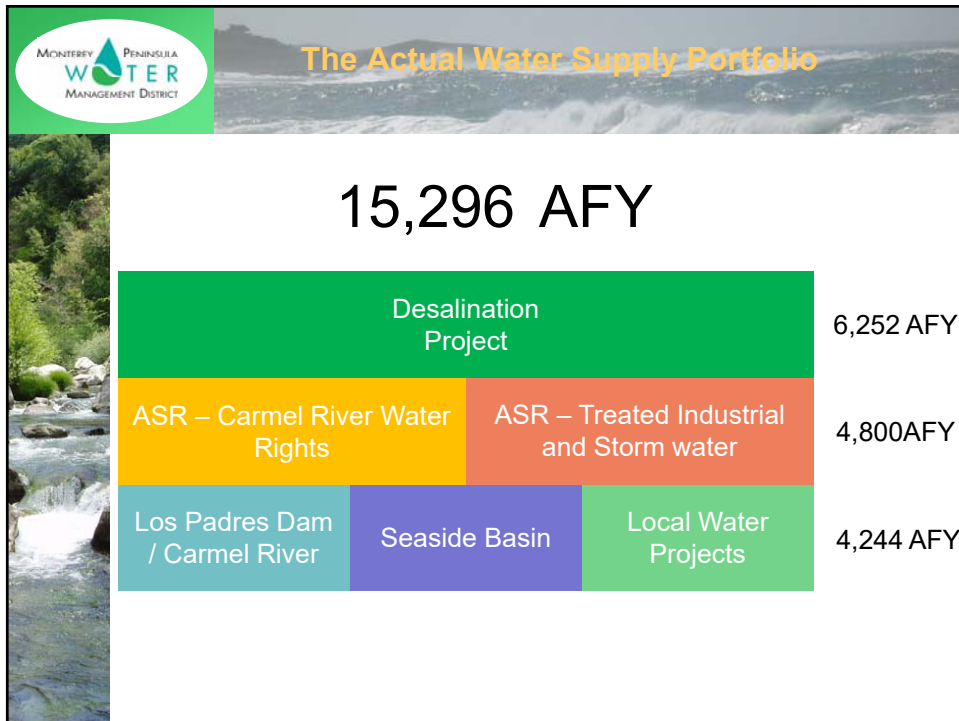 MONTEREY PENINSULA
WATER
MANAGEMENT DISTRICT
The Actual Water Supply Portfolio
15,296 AFY
Desalination
Project
6,252 AFY
ASR – Carmel River Water
Rights
ASR – Treated Industrial
and Storm water
4,800AFY
Los Padres Dam
/ Carmel River
Seaside Basin
Local Water
Projects
4,244 AFY